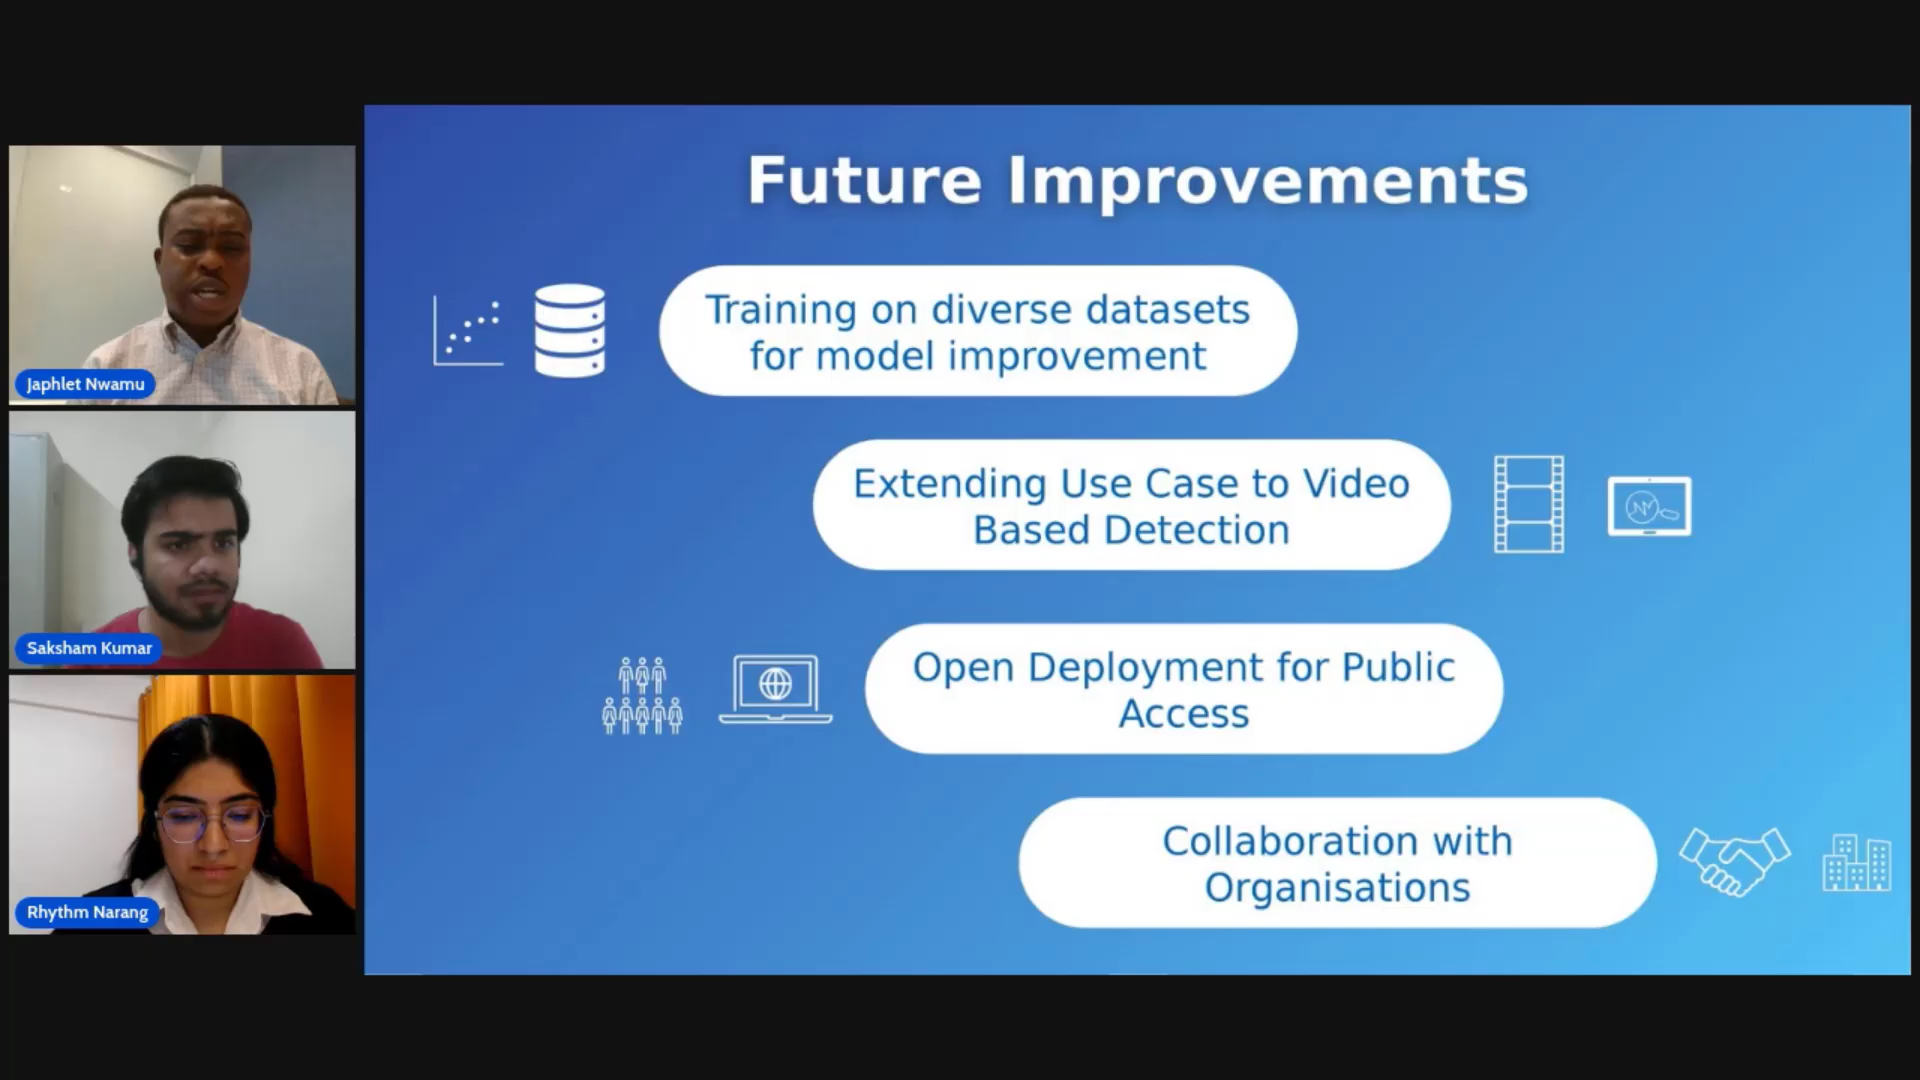 Future Improvements
Training on diverse datasets
for model improvement
Extending Use Case to Video
Based Detection
Open Deployment for Public
Access
Collaboration with
Organisations
Japhlet Nwamu
Saksham Kumar
Rhythm Narang